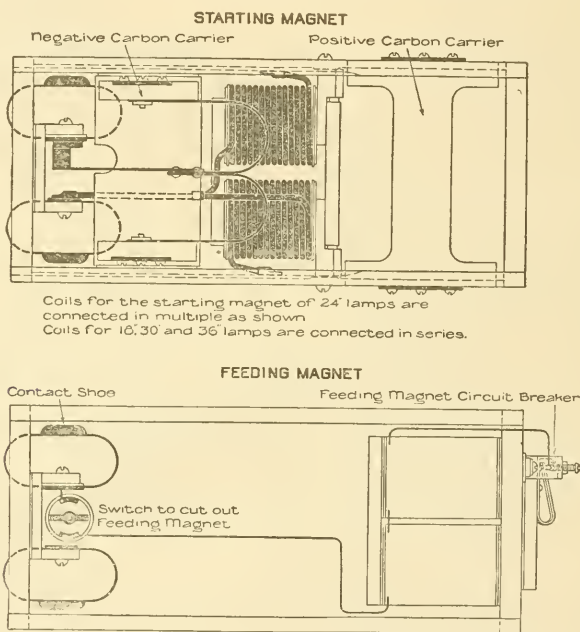 STARTING MAGNET
Negative Carbon Carrier
Positive Carbon Carrier
Coils for the starting magnet of 24" lamps are
connected in multiple as shown
Coils for 18," 30" and 36" lamps are connected in series.
FEEDING MAGNET
Contact Shoe
Feeding Magnet Circuit Breaker
Switch to cut out
Feeding Magnet